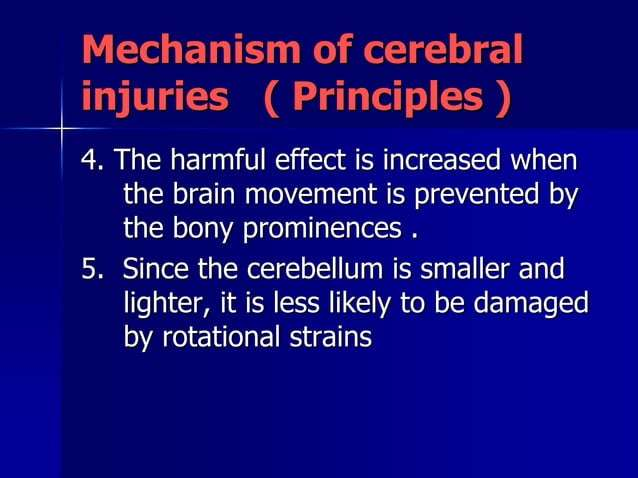 Mechanism of cerebral
injuries ( Principles )
4. The harmful effect is increased when
the brain movement is prevented by
the bony prominences .
5. Since the cerebellum is smaller and
lighter, it is less likely to be damaged
by rotational strains